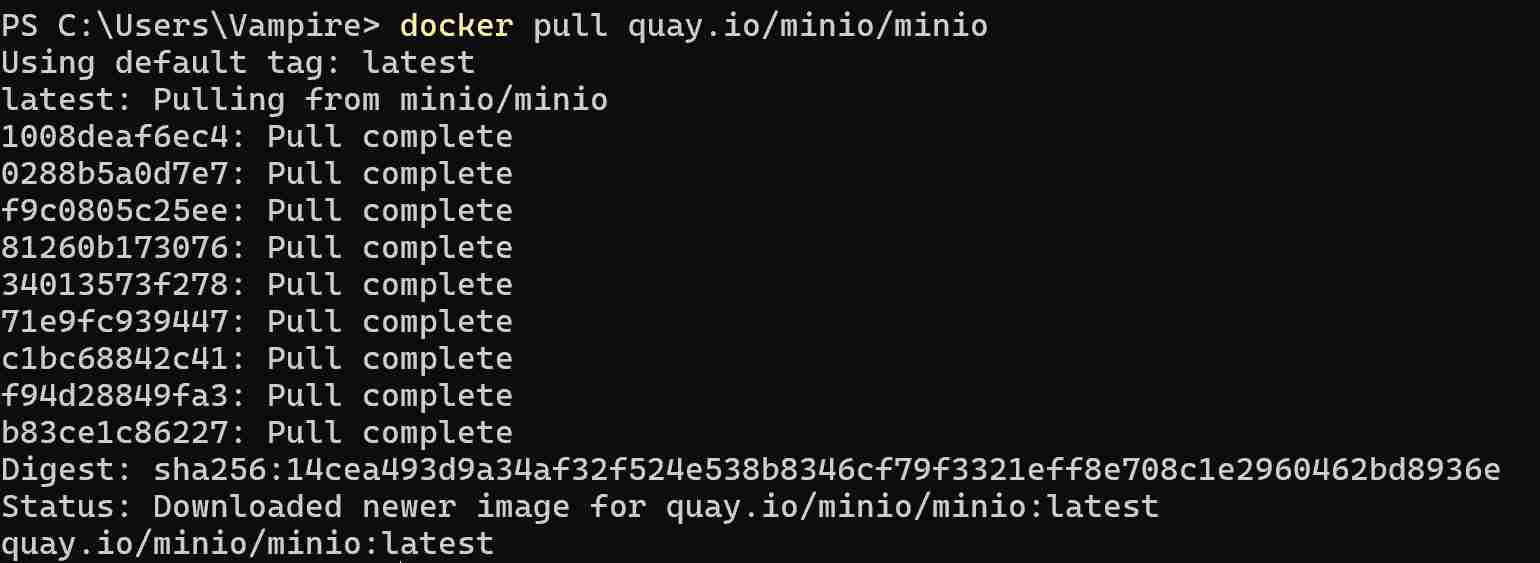 PS C:\Users\Vampire> docker pull quay.io/minio/minio
Using default tag: latest
latest: Pulling from minio/minio
1008deaf6ec4: Pull complete
0288b5a0d7e7: Pull complete
f9c0805c25ee: Pull complete
81260b173076: Pull complete
34013573f278: Pull complete
71e9fc939447: Pull complete
c1bc68842c41: Pull complete
f94d28849fa3: Pull complete
b83ce1c86227: Pull complete
Digest: sha256:14cea493d9a34af32f524e538b8346cf79f3321eff8e708c1e2960462bd8936e
Status: Downloaded newer image for quay.io/minio/minio:latest
quay.io/minio/minio:latest